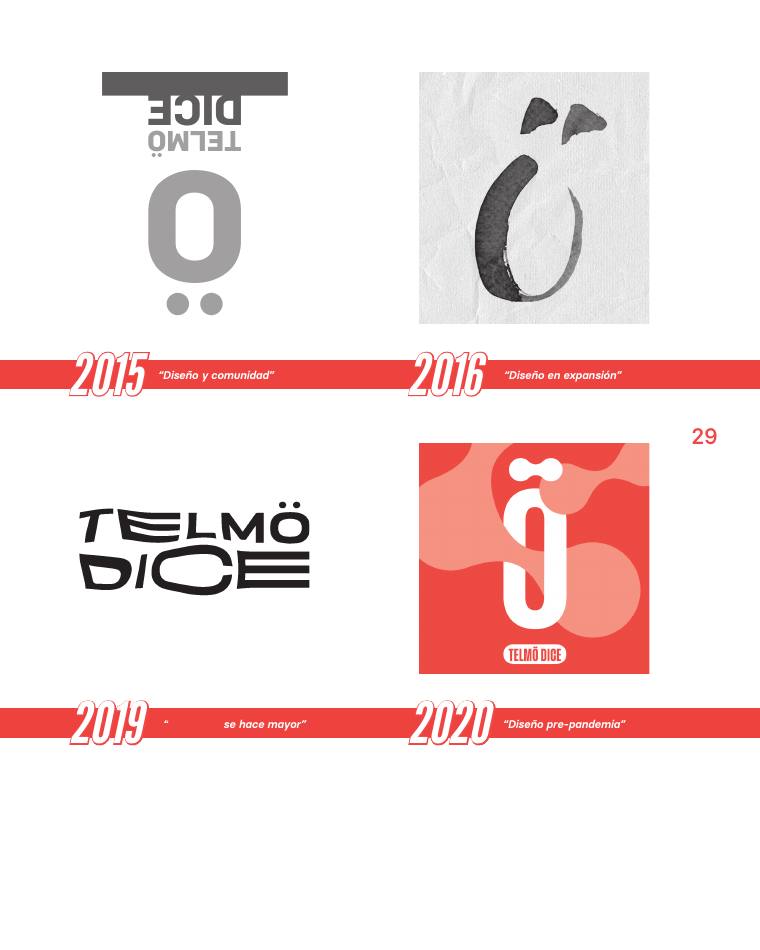 DICE
TELMÖ
Ö
Ö
2015 “Diseño y comunidad”
2016 “Diseño en expansión”
29
TELMÖ
DICE
Ö
TELMÖ DICE
2019 “ se hace mayor”
2020 “Diseño pre-pandemia”